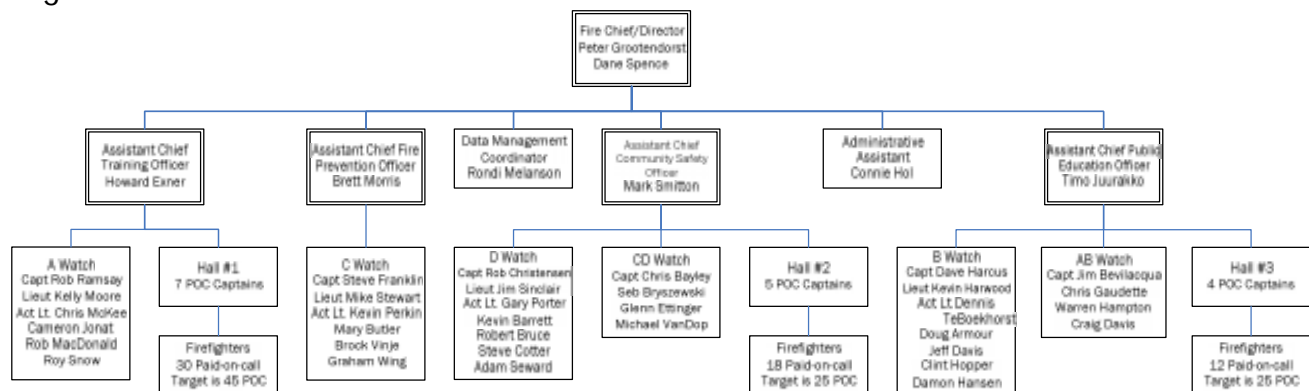 Fire Chief/Director
Peter Grootendorst
Dane Spence
Assistant Chief
Training Officer
Howard Exner
Assistant Chief Fire
Prevention Officer
Brett Morris
Data Management
Coordinator
Rondi Melanson
Assistant Chief
Community Safety
Officer
Mark Smitton
Administrative
Assistant
Connie Hol
Assistant Chief Public
Education Officer
Timo Juurakko
A Watch
Capt Rob Ramsay
Lieut Kelly Moore
Act Lt. Chris McKee
Cameron Jonat
Rob MacDonald
Roy Snow
Hall #1
7 POC Captains
Firefighters
30 Paid-on-call
Target is 45 POC
C Watch
Capt Steve Franklin
Lieut Mike Stewart
Act Lt. Kevin Perkin
Mary Butler
Brock Vinje
Graham Wing
D Watch
Capt Rob Christensen
Lieut Jim Sinclair
Act Lt. Gary Porter
Kevin Barrett
Robert Bruce
Steve Cotter
Adam Seward
CD Watch
Capt Chris Bayley
Seb Bryszewski
Glenn Ettinger
Michael VanDop
Hall #2
5 POC Captains
Firefighters
18 Paid-on-call
Target is 25 POC
B Watch
Capt Dave Harcus
Lieut Kevin Harwood
Act Lt Dennis
TeBoekhorst
Doug Armour
Jeff Davis
Clint Hopper
Damon Hansen
AB Watch
Capt Jim Bevilacqua
Chris Gaudette
Warren Hampton
Craig Davis
Hall #3
4 POC Captains
Firefighters
12 Paid-on-call
Target is 25 POC